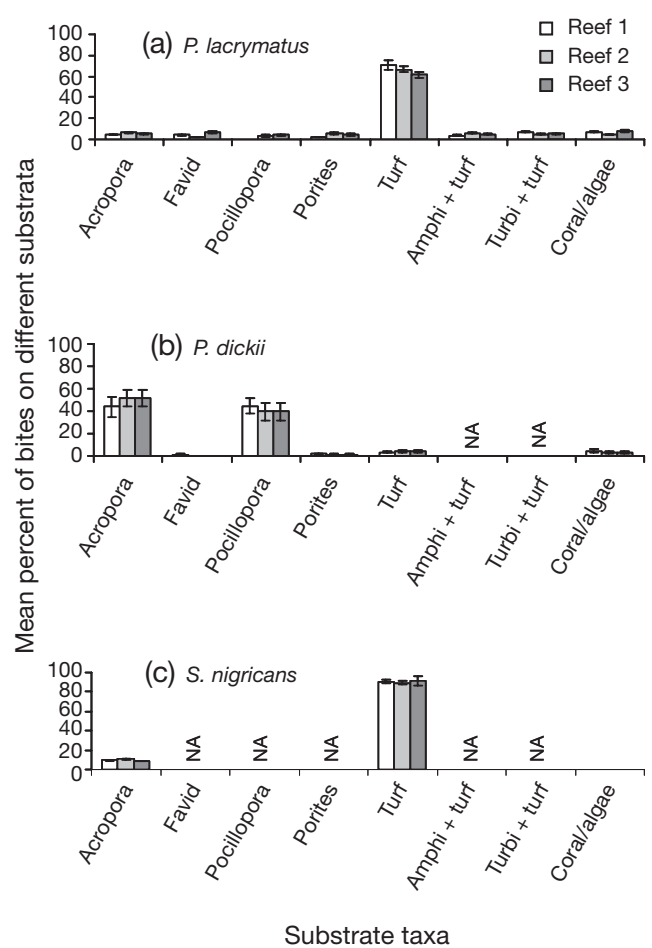 (a) P. lacrymatus
Reef 1
Reef 2
Reef 3
100
80
60
40
20
0
Acropora
Favid
Pocillopora
Porites
Turf
Amphi + turf
Turbi + turf
Coral/algae
Mean percent of bites on different substrata
(b) P. dickii
100
80
60
40
20
0
NA
NA
Acropora
Favid
Pocillopora
Porites
Turf
Amphi + turf
Turbi + turf
Coral/algae
(c) S. nigricans
100
80
60
40
20
0
NA
NA
NA
NA
NA
Acropora
Favid
Pocillopora
Porites
Turf
Amphi + turf
Turbi + turf
Coral/algae
Substrate taxa